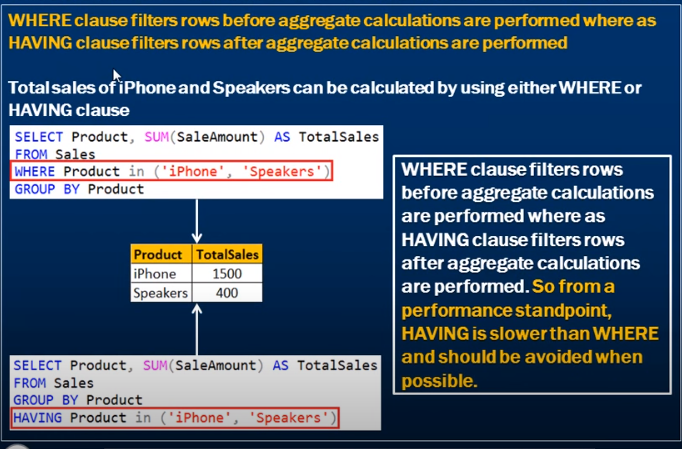 WHERE clause filters rows before aggregate calculations are performed where as
HAVING clause filters rows after aggregate calculations are performed
Total sales of iPhone and Speakers can be calculated by using either WHERE or
HAVING clause
SELECT Product, SUM(SaleAmount) AS TotalSales
FROM Sales
WHERE Product in ('iPhone', 'Speakers')
GROUP BY Product
Product TotalSales
iPhone 1500
Speakers 400
SELECT Product, SUM(SaleAmount) AS TotalSales
FROM Sales
GROUP BY Product
HAVING Product in ('iPhone', 'Speakers')
WHERE clause filters rows
before aggregate calculations
are performed where as
HAVING clause filters rows
after aggregate calculations
are performed. So from a
performance standpoint,
HAVING is slower than WHERE
and should be avoided when
possible.